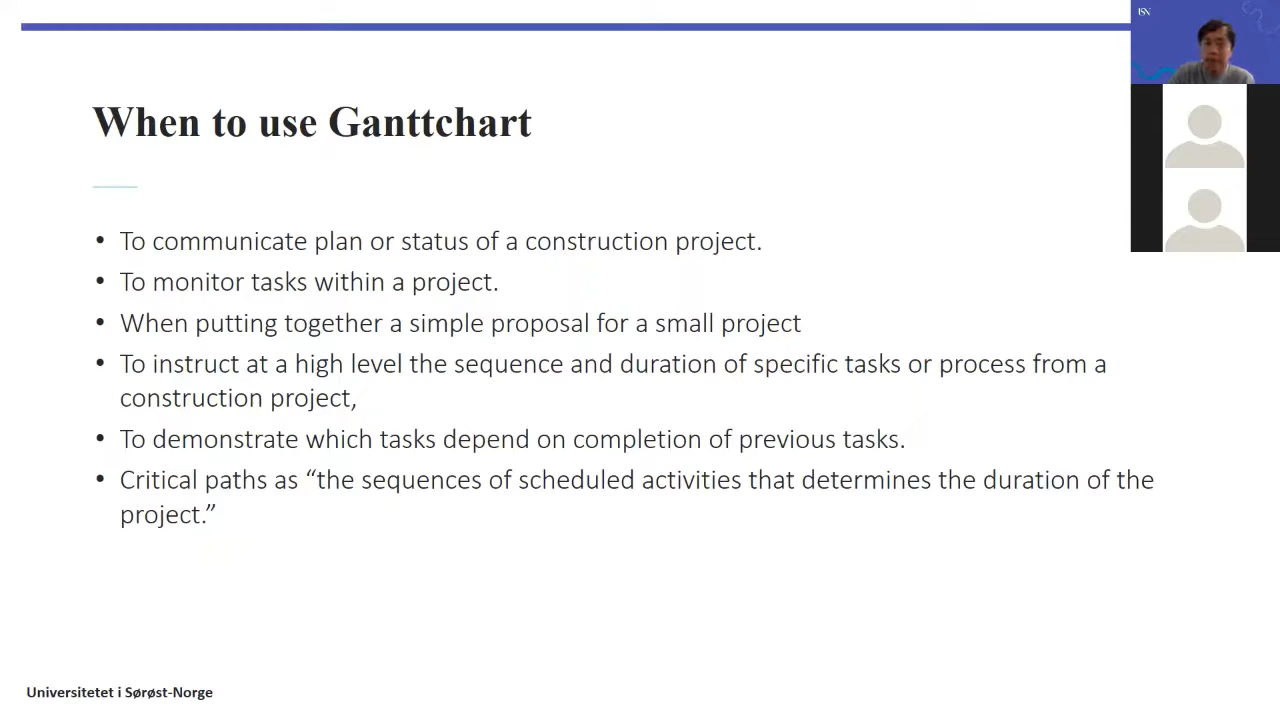 When to use Ganttchart
• To communicate plan or status of a construction project.
• To monitor tasks within a project.
• When putting together a simple proposal for a small project
• To instruct at a high level the sequence and duration of specific tasks or process from a
construction project,
• To demonstrate which tasks depend on completion of previous tasks.
• Critical paths as “the sequences of scheduled activities that determines the duration of the
project.”
Universitetet i Sørøst-Norge